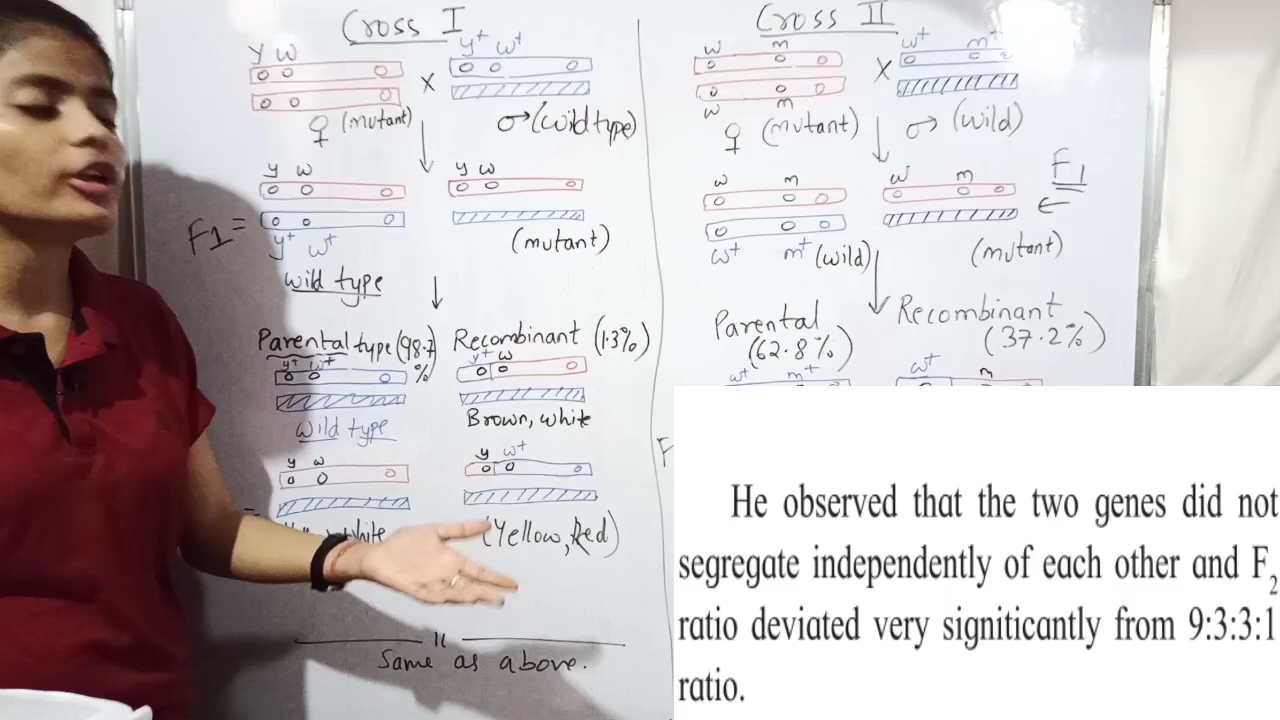 Cross I
y w
y+ w+
X
♀ (mutant)
♂ (wild type)
y w
y w
F1 =
y+ w+
(mutant)
wild type
Parental type (98.7 %)
Recombinant (1.3%)
y+ w+
y+ w
wild type
Brown, white
y w
y w+
white
(Yellow, Red)
"
Same as above.
Cross II
w m
w+ m+
X
w m
♀ (mutant)
♂ (wild)
F1
w m
w m
w+ m+ (wild)
(mutant)
Parental (62.8%)
Recombinant (37.2%)
w+ m+
w+ m
He observed that the two genes did not
segregate independently of each other and F2
ratio deviated very signiticantly from 9:3:3:1
ratio.